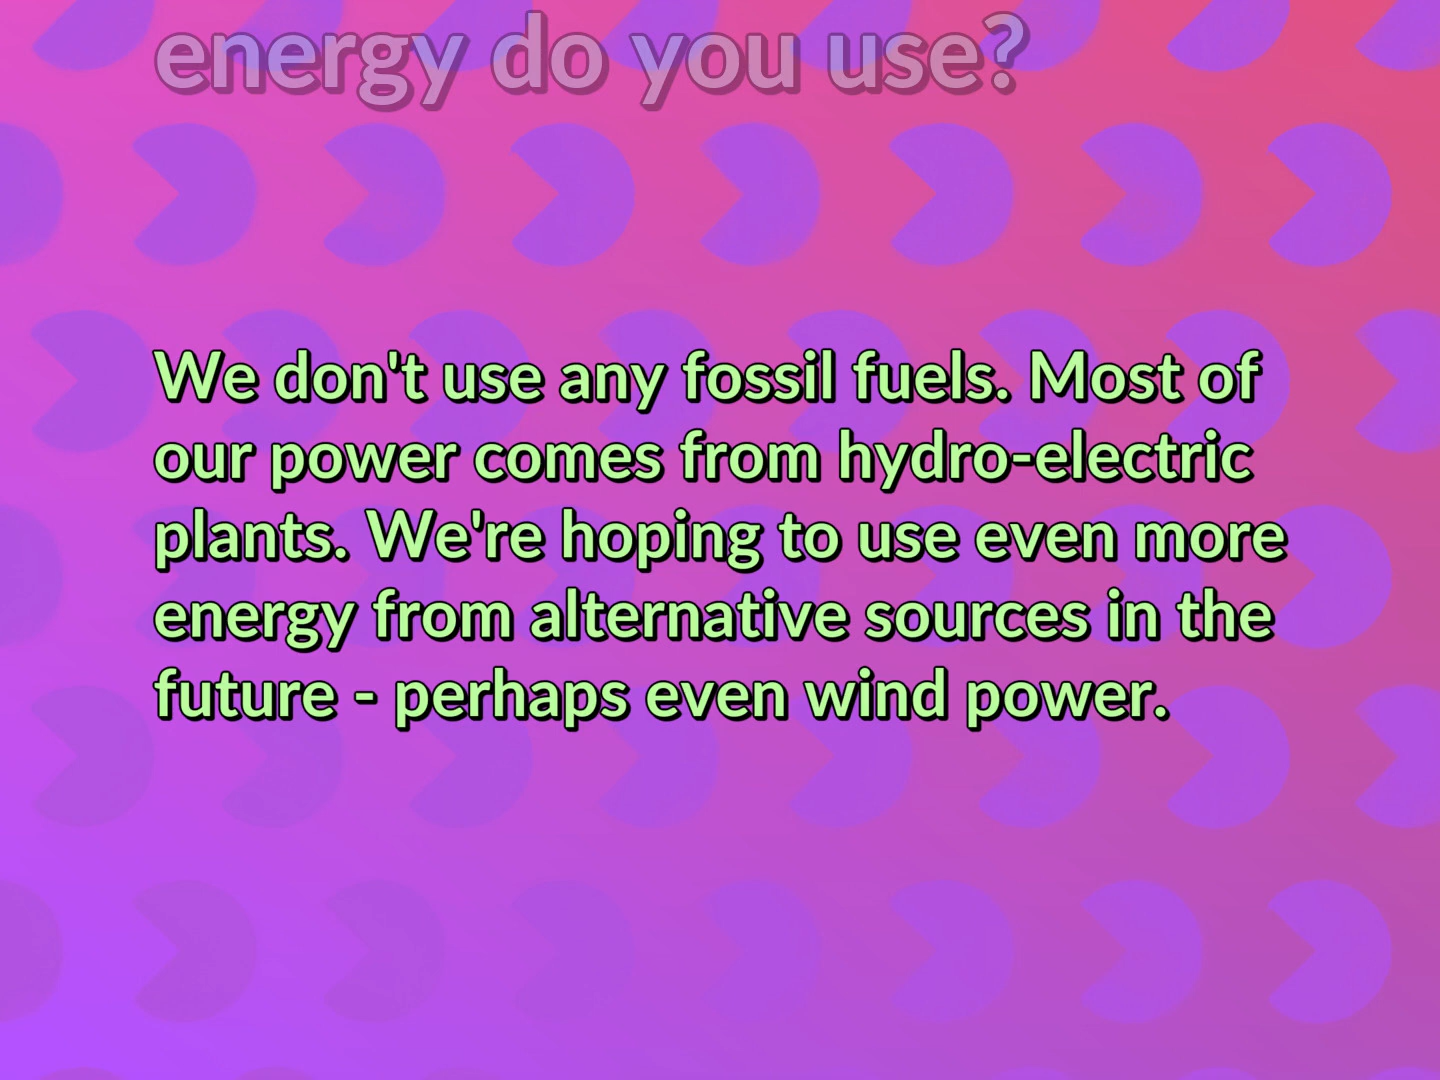 energy do you use?
We don't use any fossil fuels. Most of
our power comes from hydro-electric
plants. We're hoping to use even more
energy from alternative sources in the
future - perhaps even wind power.